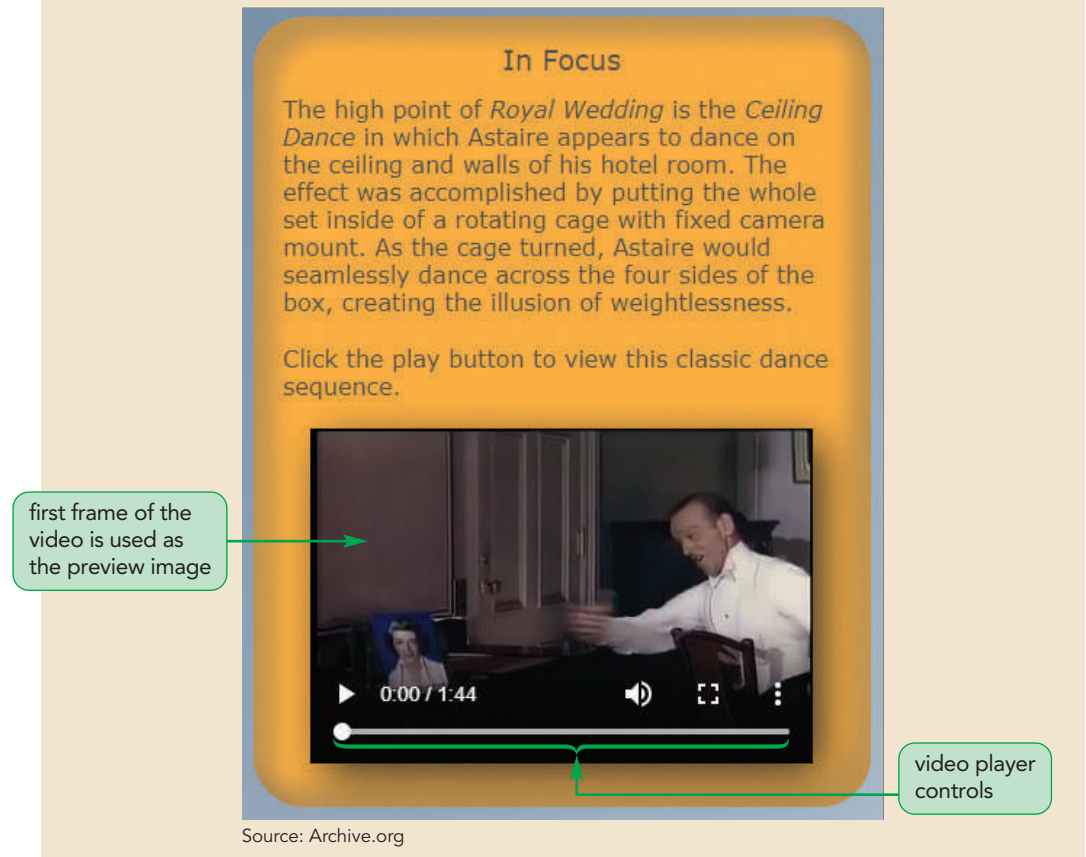 In Focus
The high point of Royal Wedding is the Ceiling
Dance in which Astaire appears to dance on
the ceiling and walls of his hotel room. The
effect was accomplished by putting the whole
set inside of a rotating cage with fixed camera
mount. As the cage turned, Astaire would
seamlessly dance across the four sides of the
box, creating the illusion of weightlessness.
Click the play button to view this classic dance
sequence.
first frame of the
video is used as
the preview image
0:00 / 1:44
video player
controls
Source: Archive.org